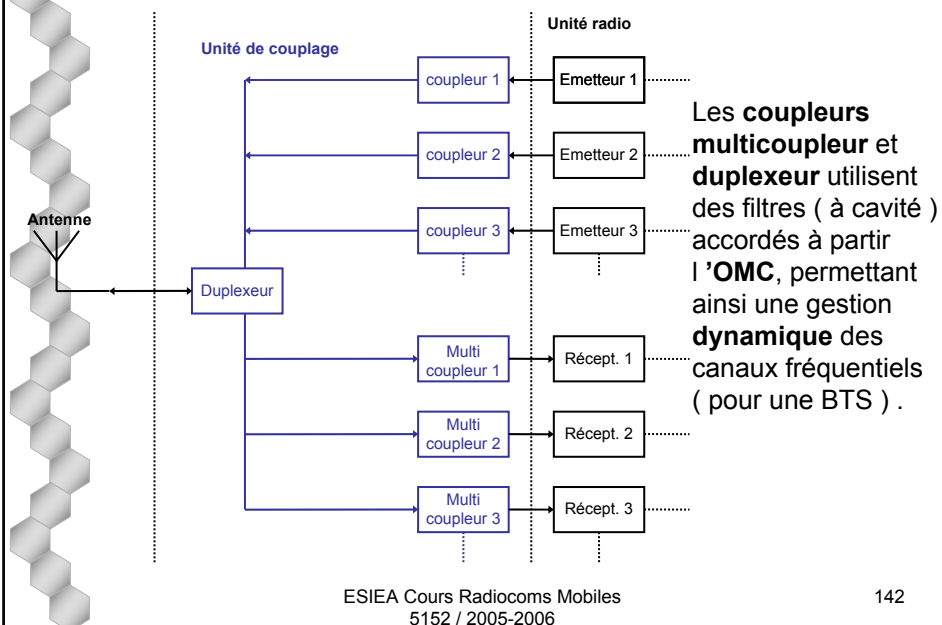 Unité radio
Unité de couplage
coupleur 1
Emetteur 1
coupleur 2
Emetteur 2
coupleur 3
Emetteur 3
Antenne
Duplexeur
Multi
coupleur 1
Récept. 1
Multi
coupleur 2
Récept. 2
Multi
coupleur 3
Récept. 3
Les coupleurs
multicoupleur et
duplexeur utilisent
des filtres ( à cavité )
accordés à partir
l ’OMC, permettant
ainsi une gestion
dynamique des
canaux fréquentiels
( pour une BTS ) .
ESIEA Cours Radiocoms Mobiles
5152 / 2005-2006
142